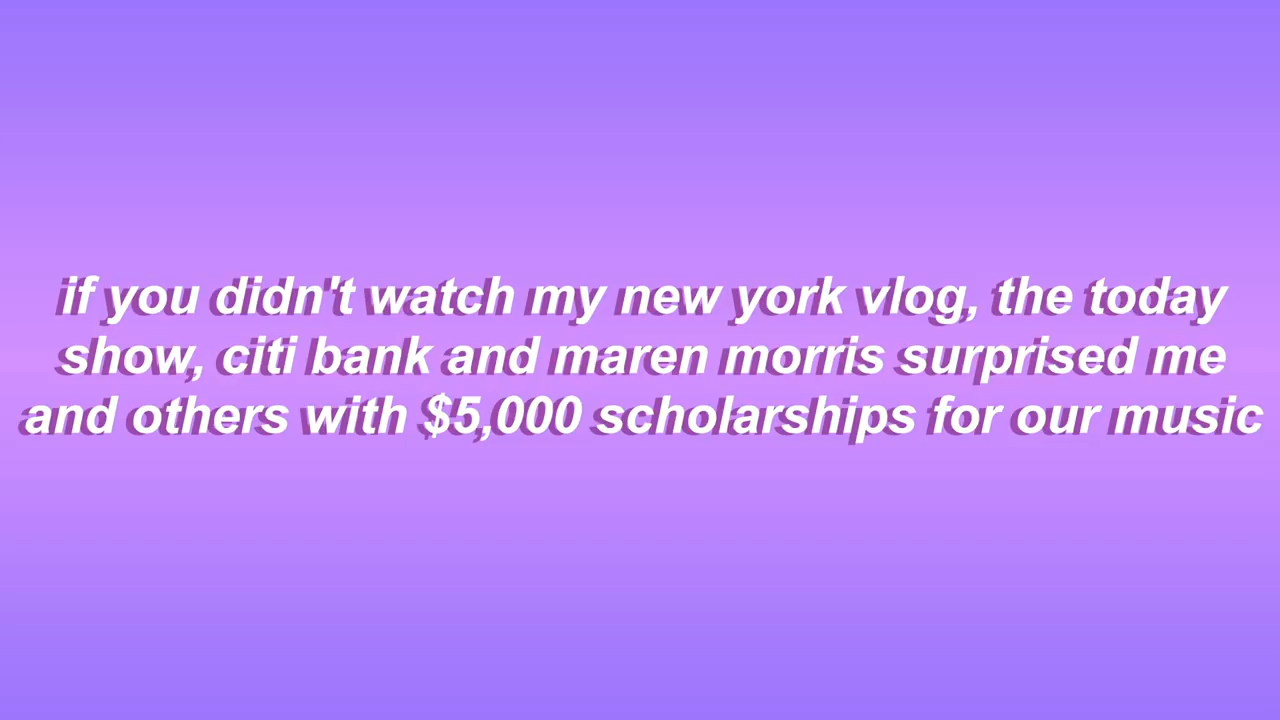 if you didn't watch my new york vlog, the today
show, citi bank and maren morris surprised me
and others with $5,000 scholarships for our music